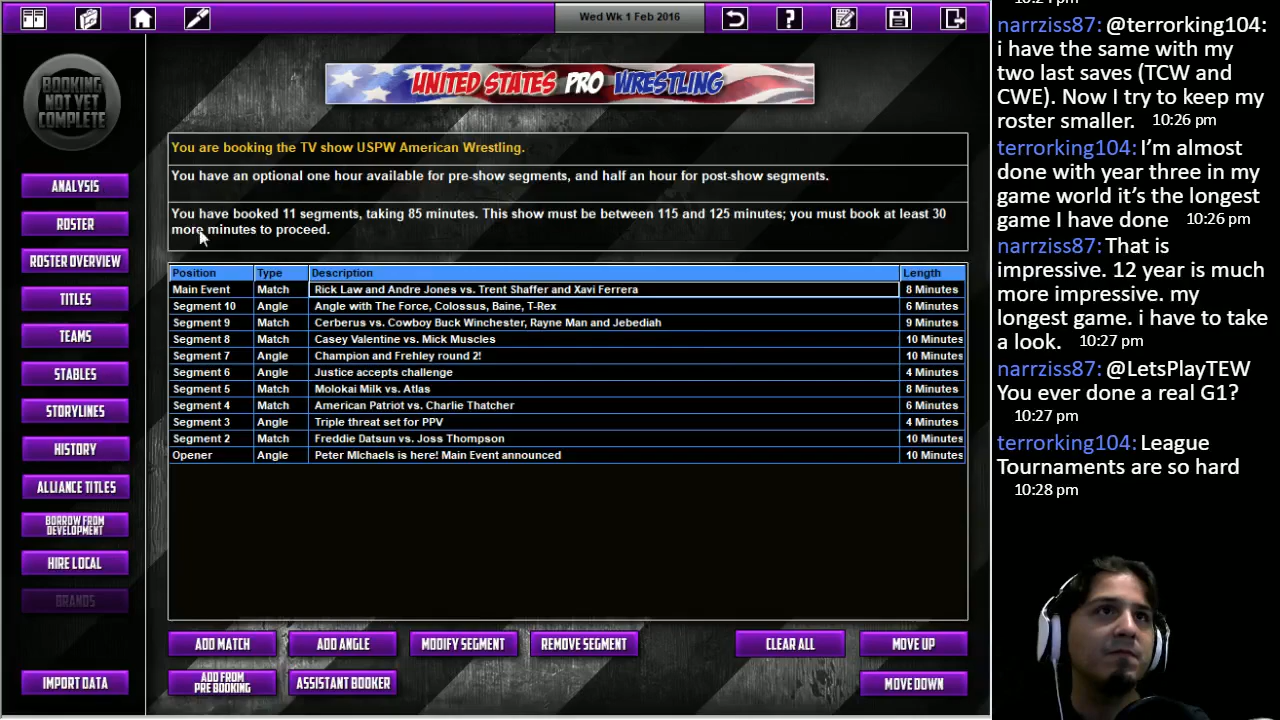 Wed Wk 1 Feb 2016
?
BOOKING
NOT YET
COMPLETE
ANALYSIS
ROSTER
ROSTER OVERVIEW
TITLES
TEAMS
STABLES
STORYLINES
HISTORY
ALLIANCE TITLES
BORROW FROM
DEVELOPMENT
HIRE LOCAL
BRANDS
IMPORT DATA
UNITED STATES PRO WRESTLING
You are booking the TV show USPW American Wrestling.
You have an optional one hour available for pre-show segments, and half an hour for post-show segments.
You have booked 11 segments, taking 85 minutes. This show must be between 115 and 125 minutes; you must book at least 30
more minutes to proceed.
Position Type Description Length
Main Event Match Rick Law and Andre Jones vs. Trent Shaffer and Xavi Ferrera 8 Minutes
Segment 10 Angle Angle with The Force, Colossus, Baine, T-Rex 6 Minutes
Segment 9 Match Cerberus vs. Cowboy Buck Winchester, Rayne Man and Jebediah 9 Minutes
Segment 8 Match Casey Valentine vs. Mick Muscles 10 Minutes
Segment 7 Angle Champion and Frehley round 2! 10 Minutes
Segment 6 Angle Justice accepts challenge 4 Minutes
Segment 5 Match Molokai Milk vs. Atlas 8 Minutes
Segment 4 Match American Patriot vs. Charlie Thatcher 6 Minutes
Segment 3 Angle Triple threat set for PPV 4 Minutes
Segment 2 Match Freddie Datsun vs. Joss Thompson 10 Minutes
Opener Angle Peter MIchaels is here! Main Event announced 10 Minutes
ADD MATCH ADD ANGLE MODIFY SEGMENT REMOVE SEGMENT CLEAR ALL MOVE UP
ADD FROM
PRE BOOKING
ASSISTANT BOOKER MOVE DOWN
narrziss87: @terrorking104:
i have the same with my
two last saves (TCW and
CWE). Now I try to keep my
roster smaller. 10:26 pm
terrorking104: I'm almost
done with year three in my
game world it's the longest
game I have done 10:26 pm
narrziss87: That is
impressive. 12 year is much
more impressive. my
longest game. i have to take
a look. 10:27 pm
narrziss87: @LetsPlayTEW
You ever done a real G1?
10:27 pm
terrorking104: League
Tournaments are so hard
10:28 pm